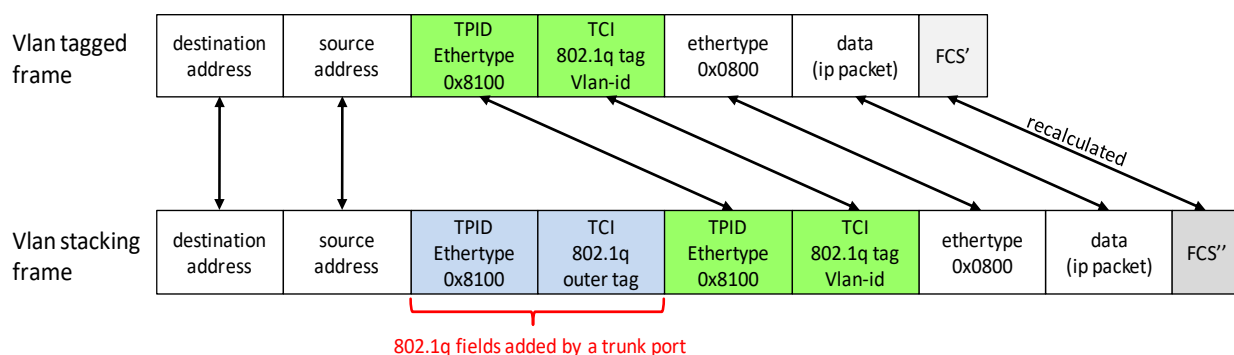 Vlan tagged
frame
destination
address
source
address
TPID
Ethertype
0x8100
TCI
802.1q tag
Vlan-id
ethertype
0x0800
data
(ip packet)
FCS'
recalculated
Vlan stacking
frame
destination
address
source
address
TPID
Ethertype
0x8100
TCI
802.1q
outer tag
TPID
Ethertype
0x8100
TCI
802.1q tag
Vlan-id
ethertype
0x0800
data
(ip packet)
FCS''
802.1q fields added by a trunk port